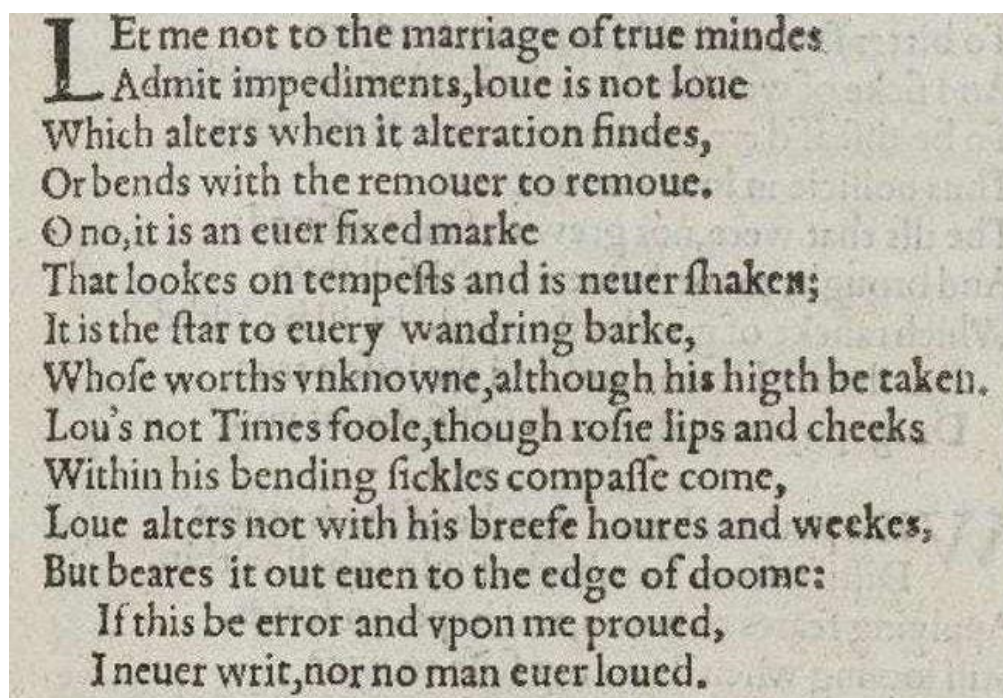 LEt me not to the marriage of true mindes
Admit impediments,loue is not loue
Which alters when it alteration findes,
Or bends with the remouer to remoue.
O no,it is an euer fixed marke
That lookes on tempeſts and is neuer ſhaken;
It is the ſtar to euery wandring barke,
Whoſe worths vnknowne,although his higth be taken.
Lou's not Times foole,though roſie lips and cheeks
Within his bending ſickles compaſſe come,
Loue alters not with his breefe houres and weekes,
But beares it out euen to the edge of doome:
If this be error and vpon me proued,
I neuer writ,nor no man euer loued.